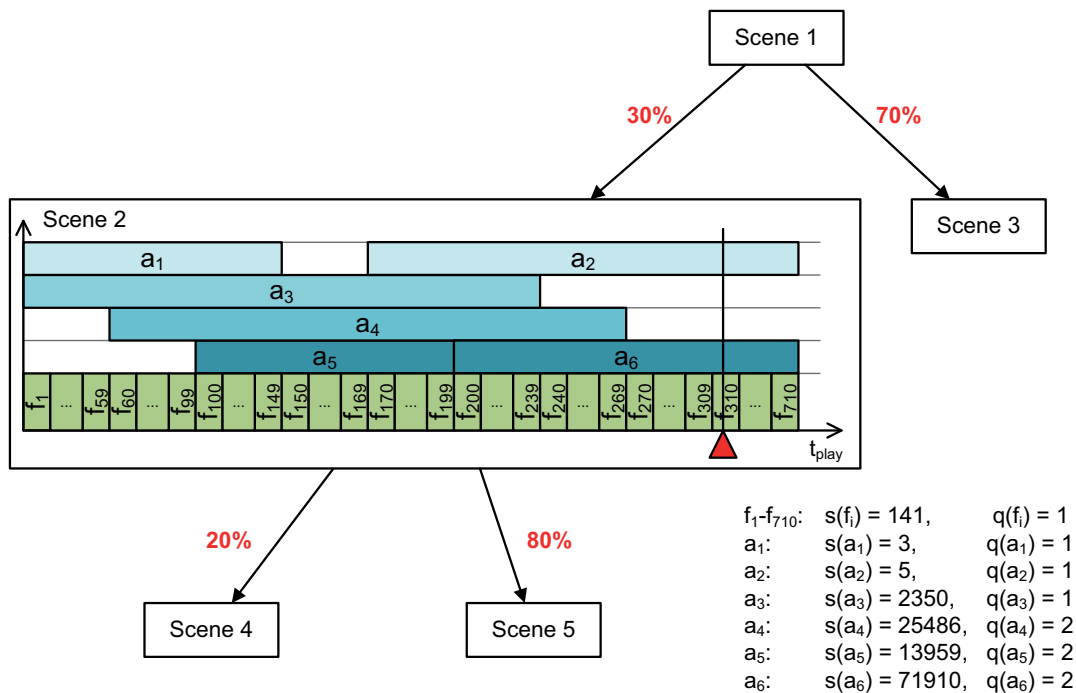 Scene 1
30%
70%
Scene 2
Scene 3
a1
a2
a3
a4
a5
a6
f1 ... f59 f60 ... f99 f100 ... f149 f150 ... f169 f170 ... f199 f200 ... f239 f240 ... f269 f270 ... f309 f310 ... f710
tplay
20%
80%
Scene 4
Scene 5
f1-f710: s(fi) = 141, q(fi) = 1
a1: s(a1) = 3, q(a1) = 1
a2: s(a2) = 5, q(a2) = 1
a3: s(a3) = 2350, q(a3) = 1
a4: s(a4) = 25486, q(a4) = 2
a5: s(a5) = 13959, q(a5) = 2
a6: s(a6) = 71910, q(a6) = 2